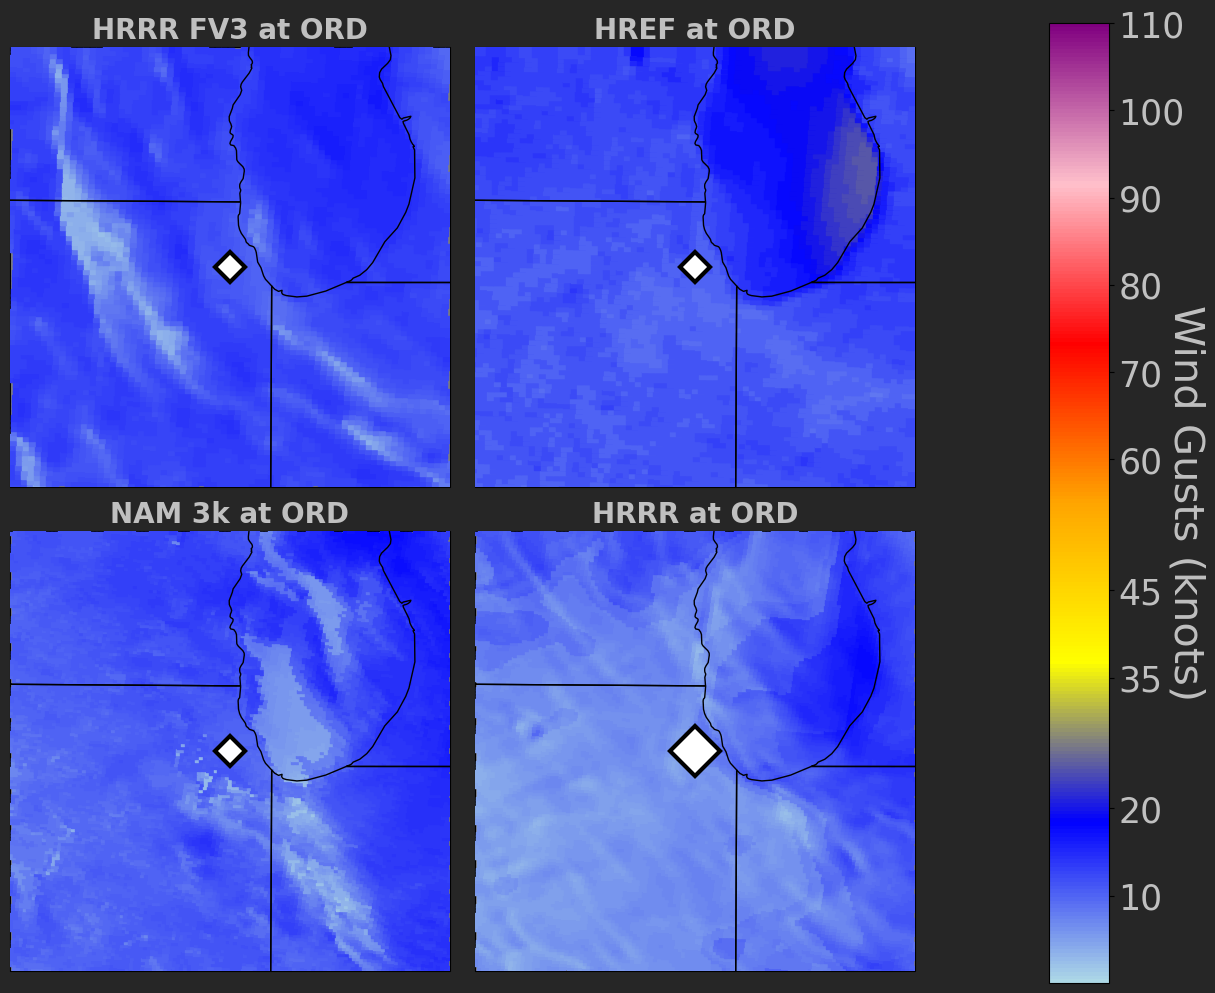 HRRR FV3 at ORD
HREF at ORD
NAM 3k at ORD
HRRR at ORD
110
100
90
80
70
60
45
35
20
10
Wind Gusts (knots)